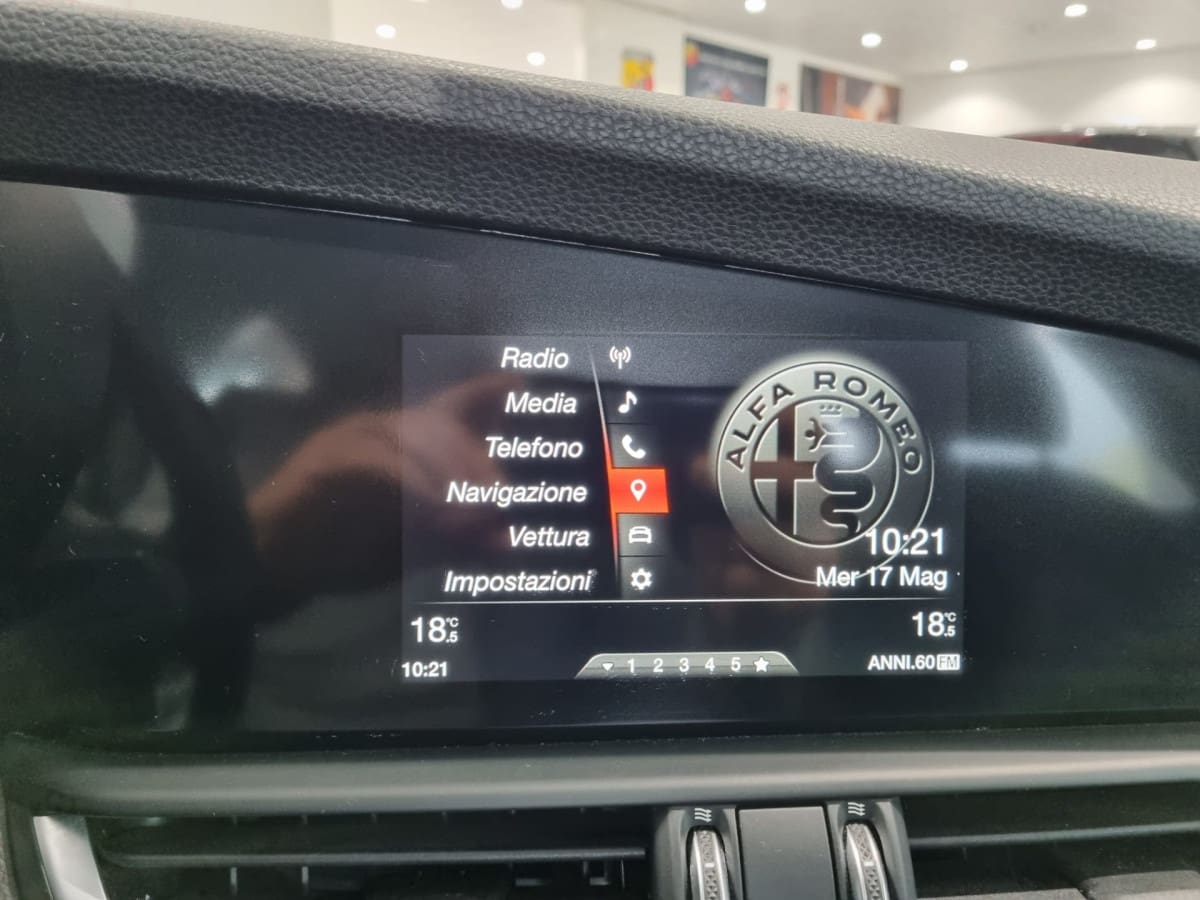 Radio
Media
Telefono
Navigazione
Vettura
Impostazioni
ALFA ROMEO
10:21
Mer 17 Mag
18°C.5
18°C.5
10:21
1 2 3 4 5
ANNI.60 FM